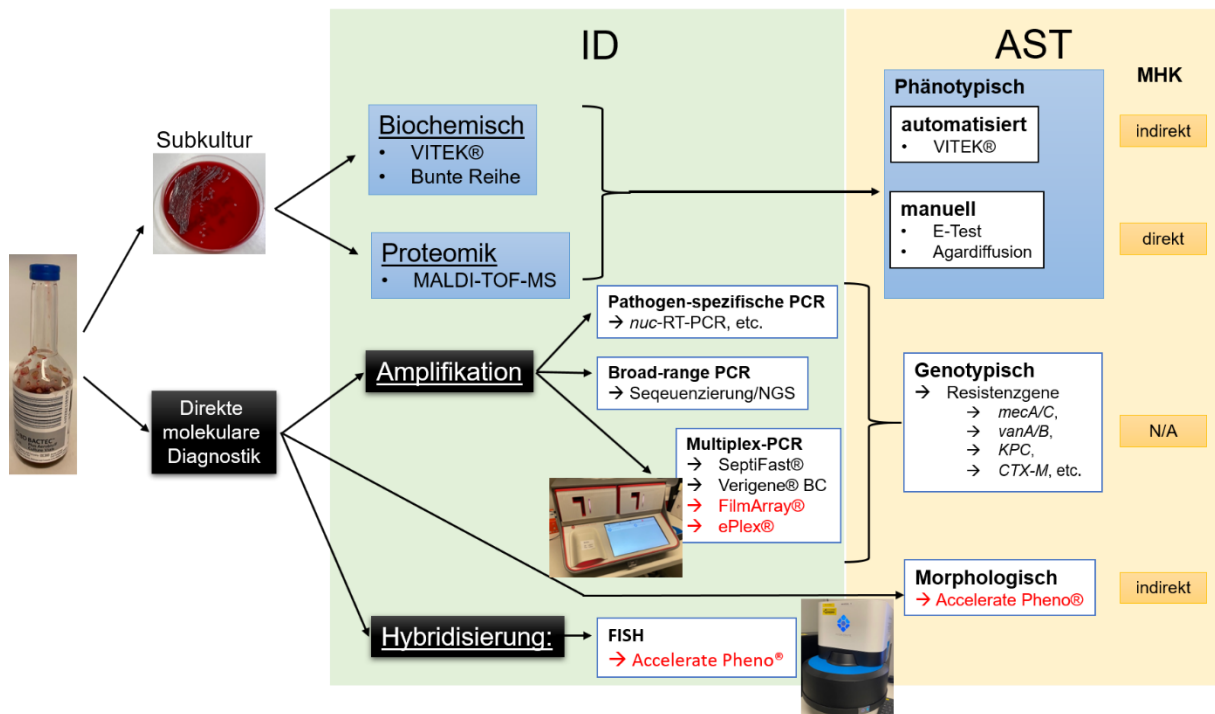 ID
AST
MHK
Subkultur
Biochemisch
• VITEK®
• Bunte Reihe
Proteomik
• MALDI-TOF-MS
Phänotypisch
automatisiert
• VITEK®
indirekt
manuell
• E-Test
• Agardiffusion
direkt
Direkte
molekulare
Diagnostik
Amplifikation
Pathogen-spezifische PCR
→ nuc-RT-PCR, etc.
Broad-range PCR
→ Seqeuenzierung/NGS
Multiplex-PCR
→ SeptiFast®
→ Verigene® BC
→ FilmArray®
→ ePlex®
Genotypisch
→ Resistenzgene
→ mecA/C,
→ vanA/B,
→ KPC,
→ CTX-M, etc.
N/A
Morphologisch
→ Accelerate Pheno®
indirekt
Hybridisierung:
FISH
→ Accelerate Pheno®